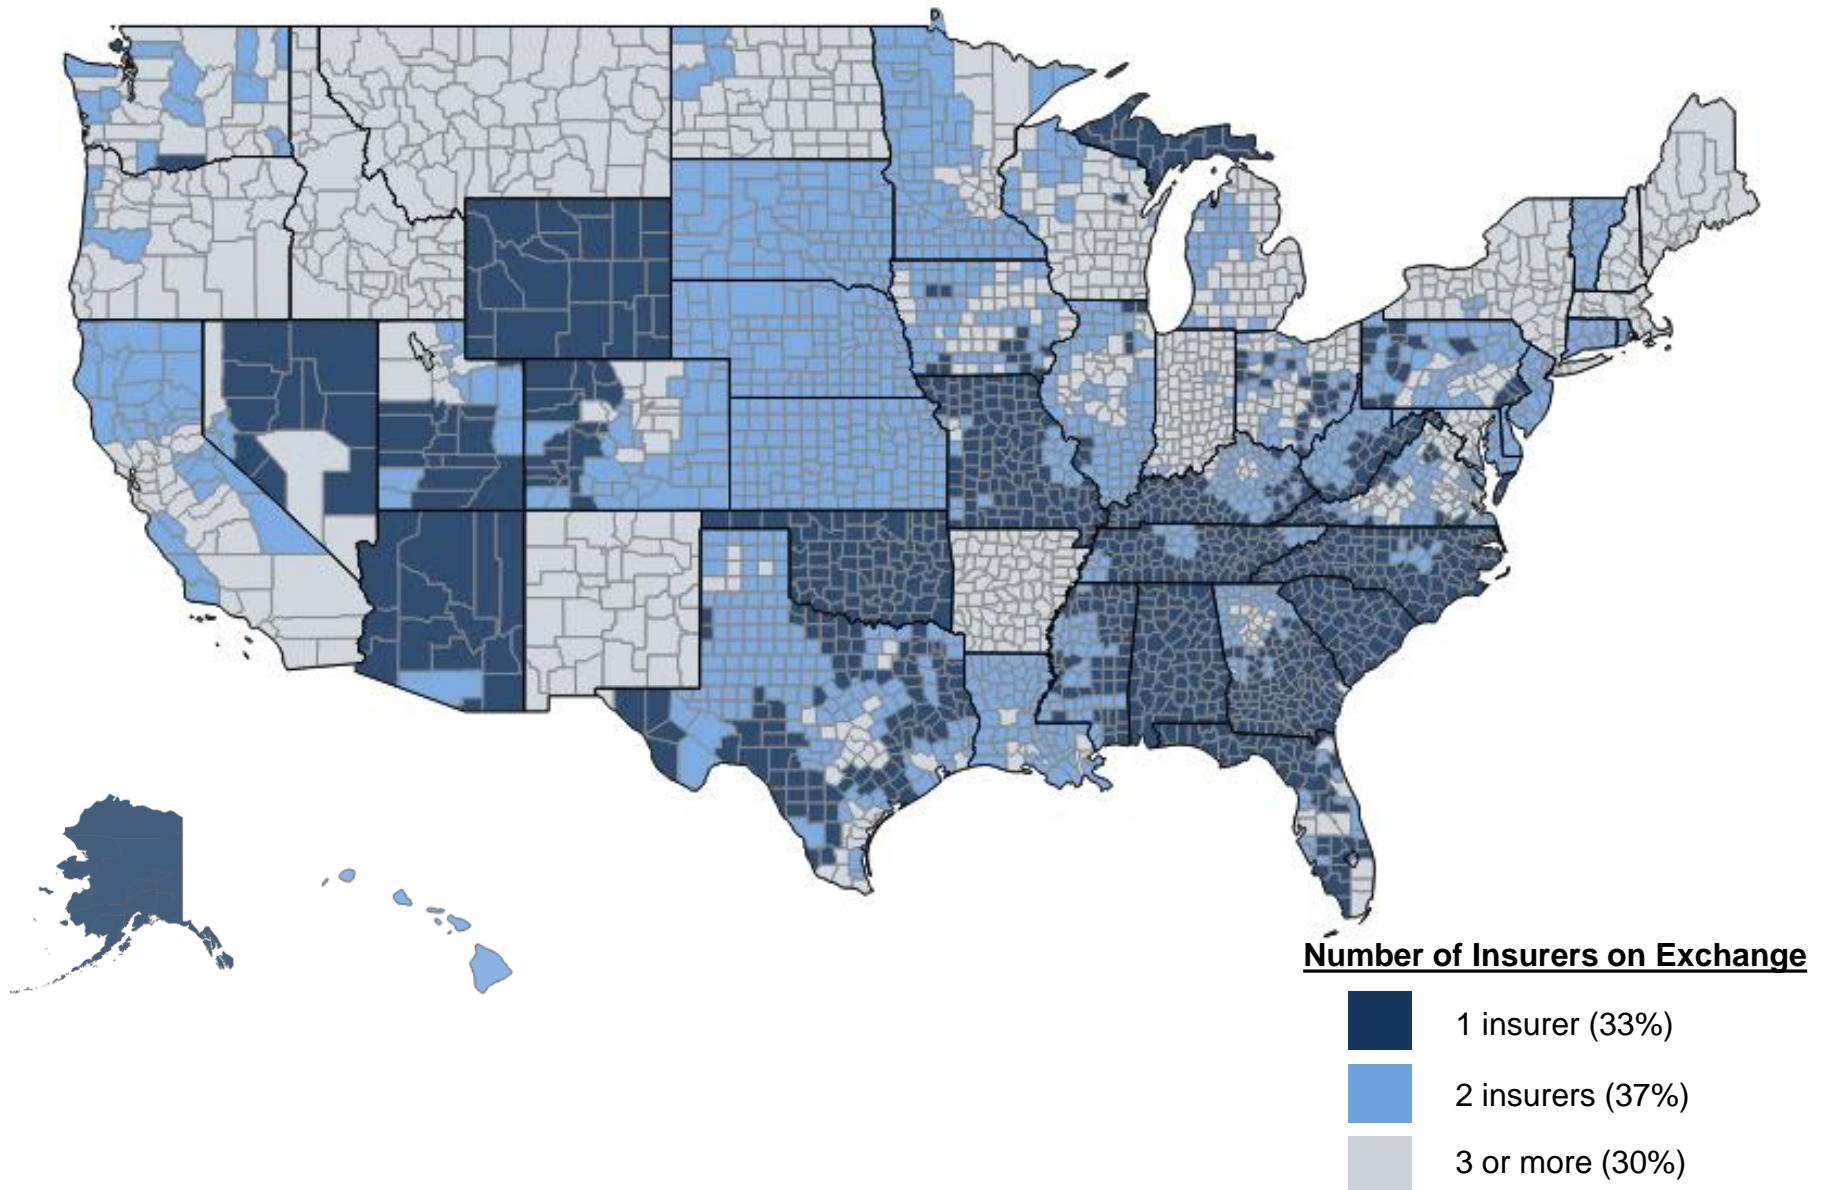 Number of Insurers on Exchange
1 insurer (33%)
2 insurers (37%)
3 or more (30%)